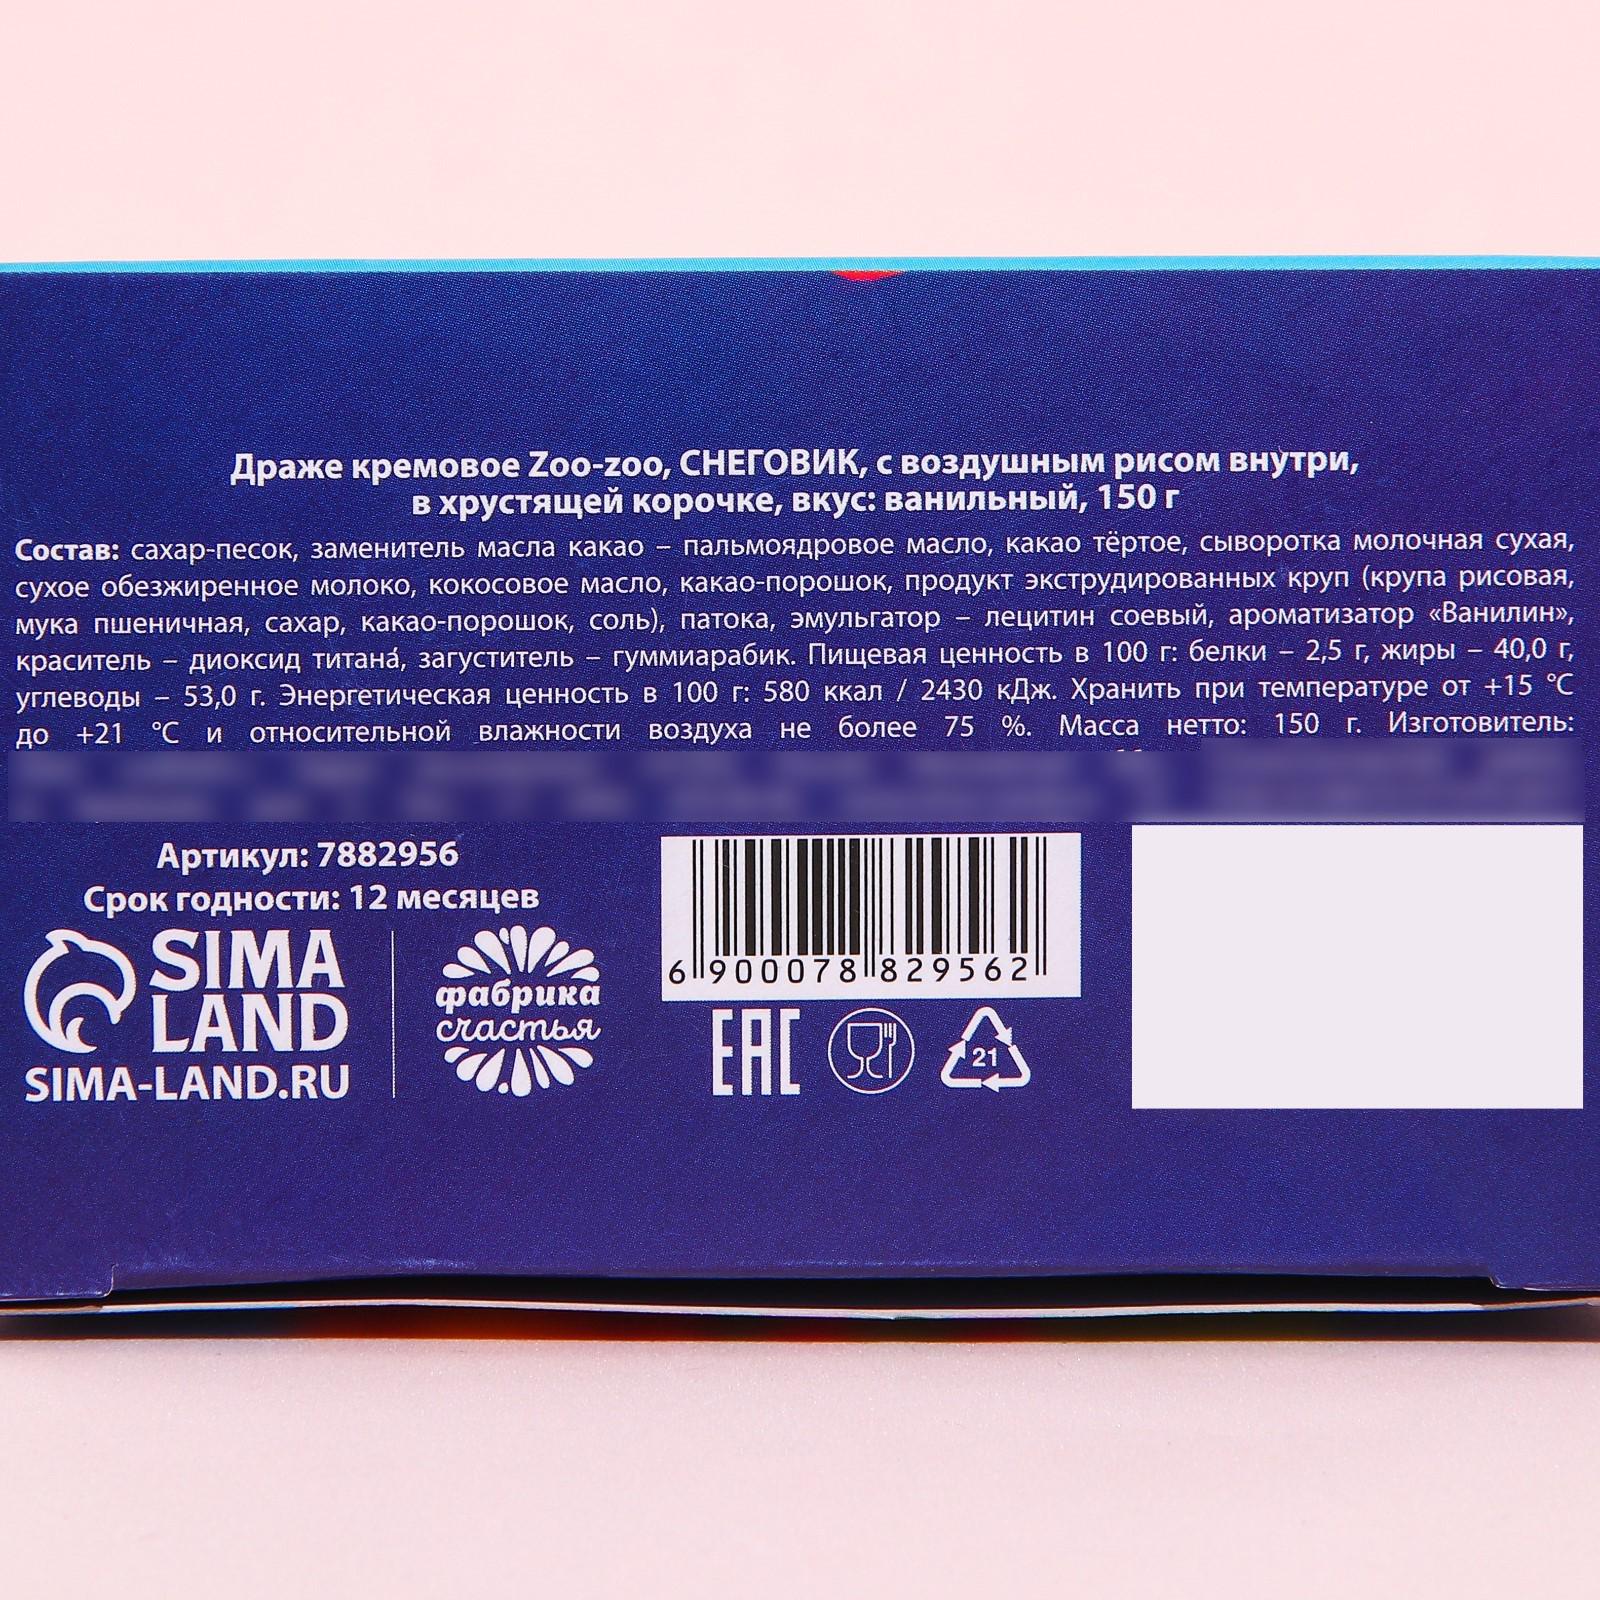 Драже кремовое Zoo-zoo, СНЕГОВИК, с воздушным рисом внутри,
в хрустящей корочке, вкус: ванильный, 150 г
Состав: сахар-песок, заменитель масла какао – пальмоядровое масло, какао тёртое, сыворотка молочная сухая,
сухое обезжиренное молоко, кокосовое масло, какао-порошок, продукт экструдированных круп (крупа рисовая,
мука пшеничная, сахар, какао-порошок, соль), патока, эмульгатор – лецитин соевый, ароматизатор «Ванилин»,
краситель – диоксид титана́, загуститель – гуммиарабик. Пищевая ценность в 100 г: белки – 2,5 г, жиры – 40,0 г,
углеводы – 53,0 г. Энергетическая ценность в 100 г: 580 ккал / 2430 кДж. Хранить при температуре от +15 °С
до +21 °С и относительной влажности воздуха не более 75 %. Масса нетто: 150 г. Изготовитель:
Артикул: 7882956
Срок годности: 12 месяцев
SIMA
LAND
SIMA-LAND.RU
фабрика
счастья
6 900078 829562
EAC
21